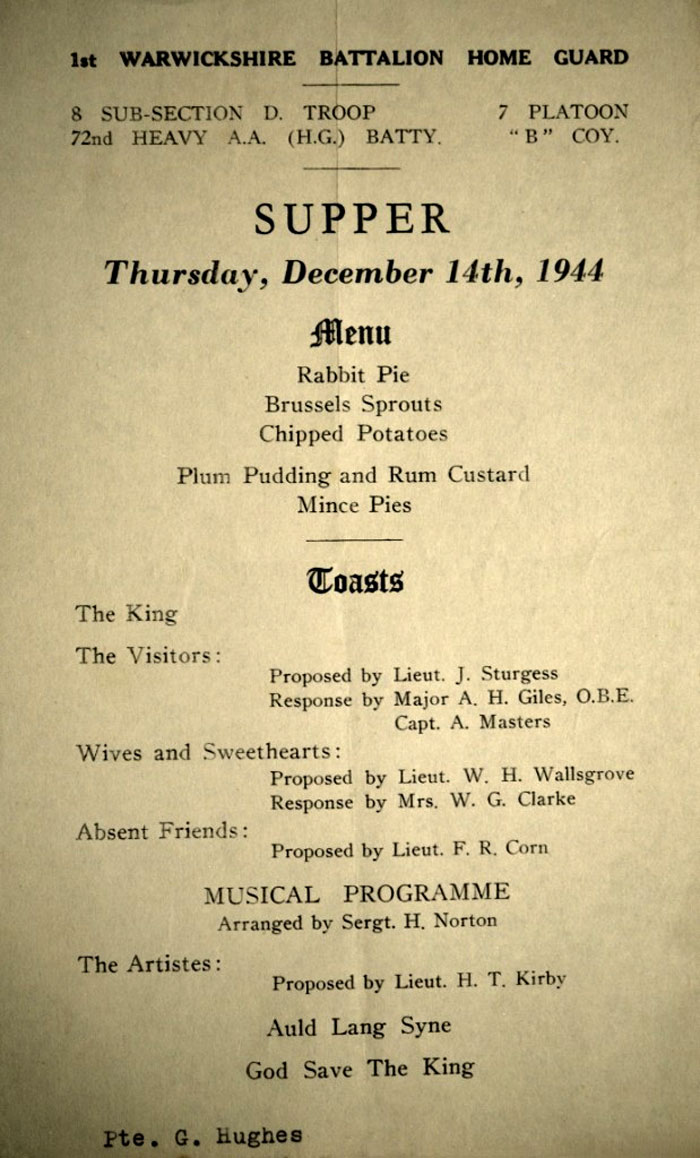 1st WARWICKSHIRE BATTALION HOME GUARD
8 SUB-SECTION D. TROOP 7 PLATOON
72nd HEAVY A.A. (H.G.) BATTY. "B" COY.
SUPPER
Thursday, December 14th, 1944
Menu
Rabbit Pie
Brussels Sprouts
Chipped Potatoes
Plum Pudding and Rum Custard
Mince Pies
Toasts
The King
The Visitors:
Proposed by Lieut. J. Sturgess
Response by Major A. H. Giles, O.B.E.
Capt. A. Masters
Wives and Sweethearts:
Proposed by Lieut. W. H. Wallsgrove
Response by Mrs. W. G. Clarke
Absent Friends:
Proposed by Lieut. F. R. Corn
MUSICAL PROGRAMME
Arranged by Sergt. H. Norton
The Artistes:
Proposed by Lieut. H. T. Kirby
Auld Lang Syne
God Save The King
Pte. G. Hughes